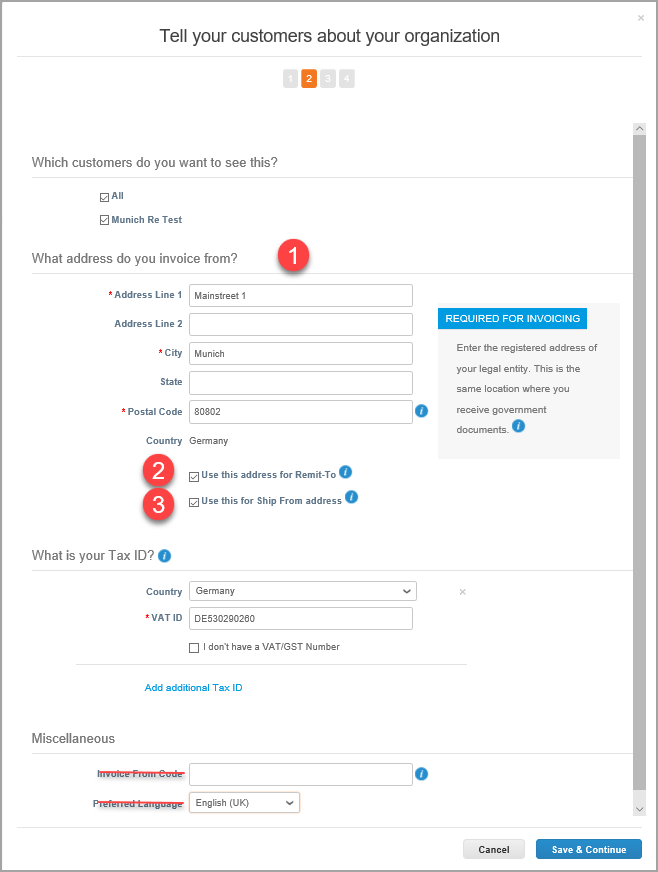 ×
Tell your customers about your organization
1 2 3 4
Which customers do you want to see this?
All
Munich Re Test
What address do you invoice from? 1
* Address Line 1 Mainstreet 1
Address Line 2
* City Munich
State
* Postal Code 80802 i
Country Germany
REQUIRED FOR INVOICING
Enter the registered address of
your legal entity. This is the
same location where you
receive government
documents. i
2 Use this address for Remit-To i
3 Use this for Ship From address i
What is your Tax ID? i
Country Germany ×
* VAT ID DE530290260
I don't have a VAT/GST Number
Add additional Tax ID
Miscellaneous
Invoice From Code i
Preferred Language English (UK)
Cancel Save & Continue